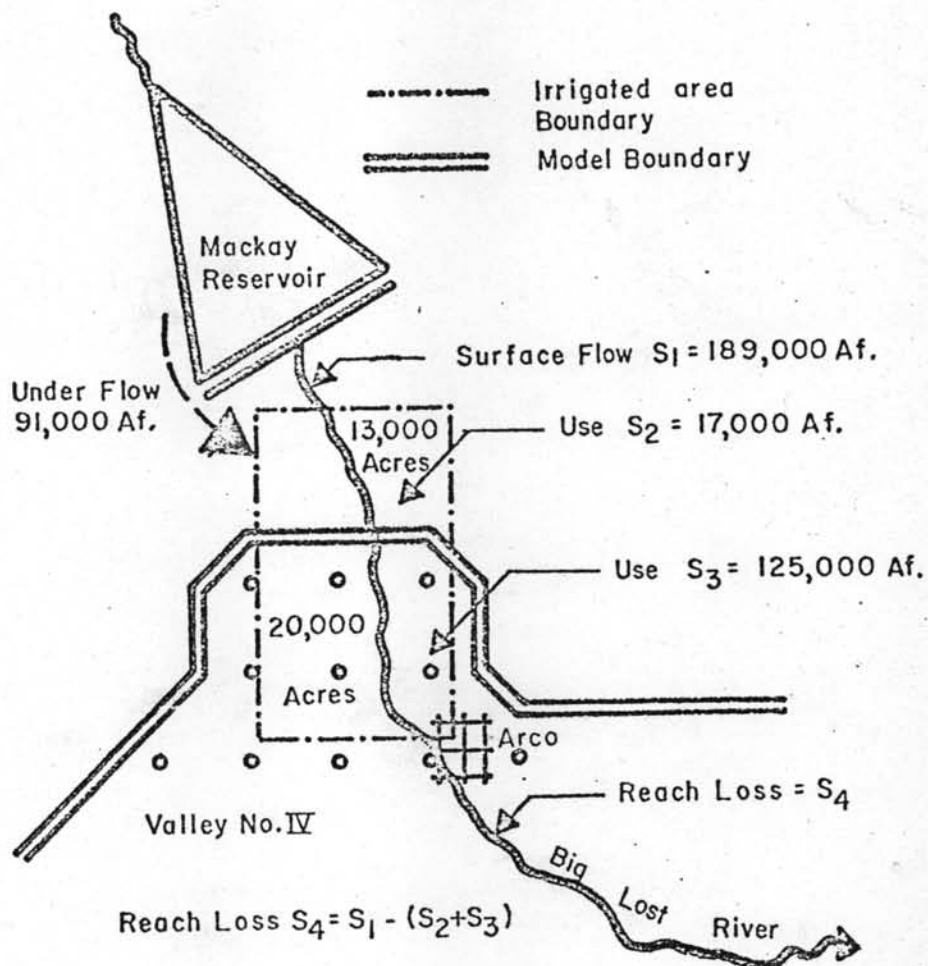 Irrigated area
Boundary
Model Boundary
Mackay
Reservoir
Surface Flow S1 = 189,000 Af.
Under Flow
91,000 Af.
13,000
Acres
Use S2 = 17,000 Af.
Use S3 = 125,000 Af.
20,000
Acres
Arco
Reach Loss = S4
Valley No. IV
Big Lost River
Reach Loss S4 = S1 - (S2+S3)